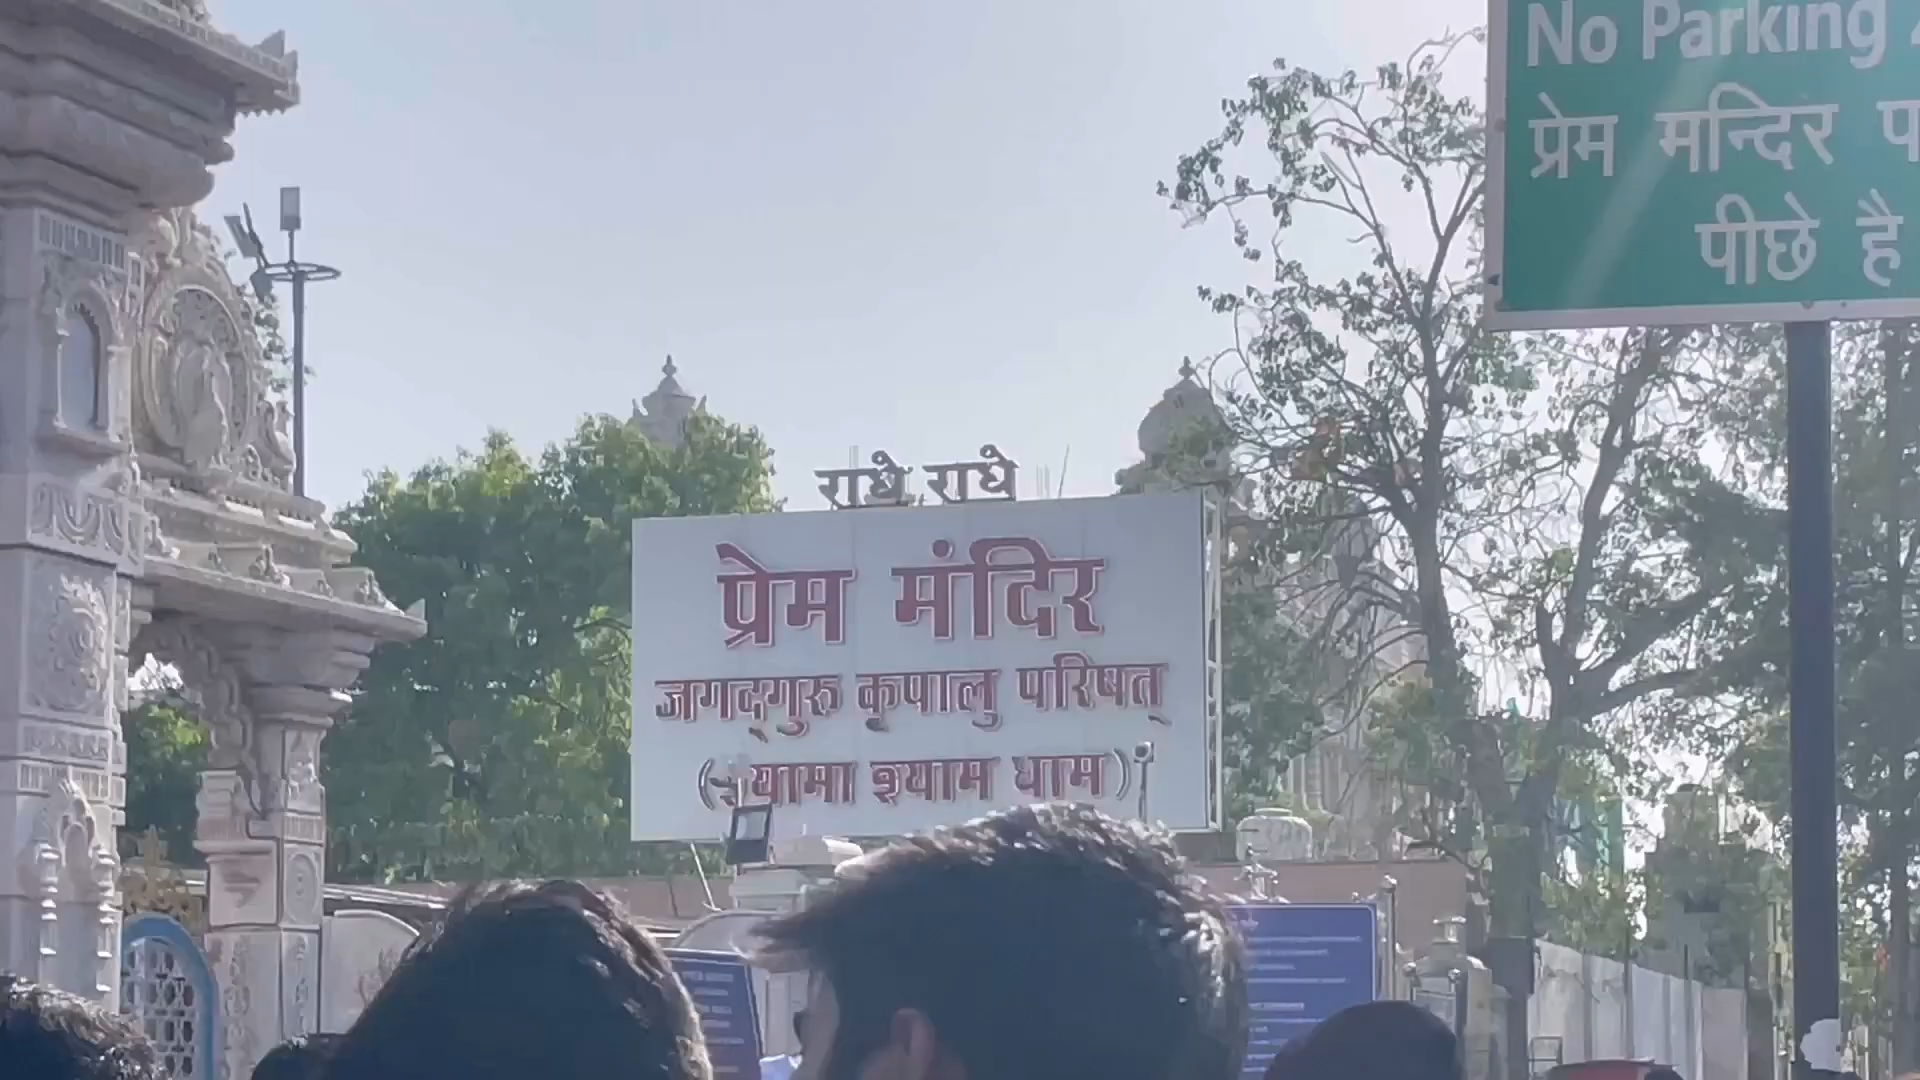 राधे राधे
प्रेम मंदिर
जगद्गुरु कृपालु परिषत्
(श्यामा श्याम धाम)
No Parking
प्रेम मन्दिर
पीछे है